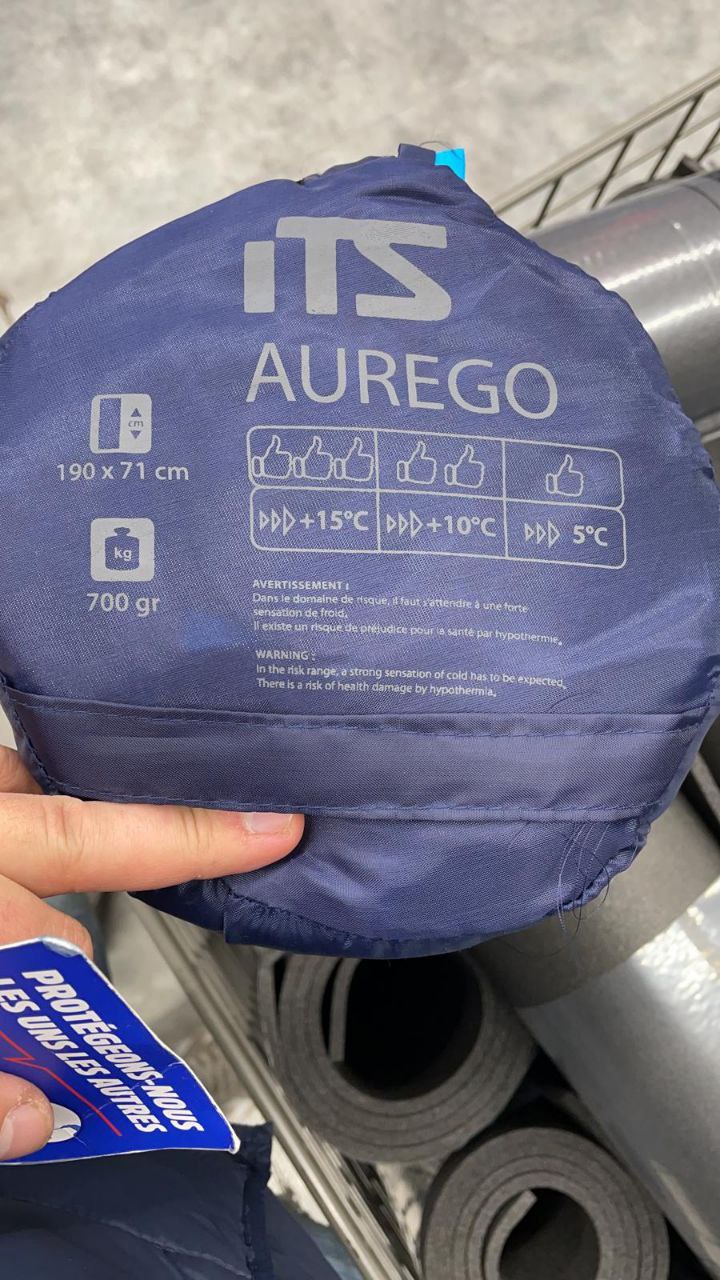 iTS
AUREGO
cm
190 x 71 cm
kg
700 gr
+15°C +10°C 5°C
AVERTISSEMENT :
Dans le domaine de risque, il faut s'attendre à une forte
sensation de froid.
Il existe un risque de préjudice pour la santé par hypothermie.
WARNING :
In the risk range, a strong sensation of cold has to be expected.
There is a risk of health damage by hypothermia.
PROTÉGEONS-NOUS
LES UNS LES AUTRES